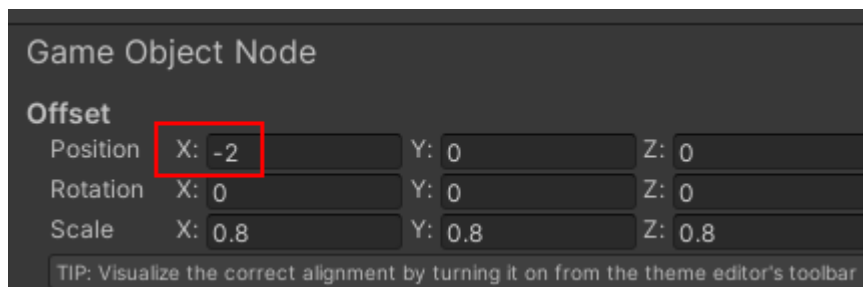 Game Object Node
Offset
Position X: -2 Y: 0 Z: 0
Rotation X: 0 Y: 0 Z: 0
Scale X: 0.8 Y: 0.8 Z: 0.8
TIP: Visualize the correct alignment by turning it on from the theme editor's toolbar